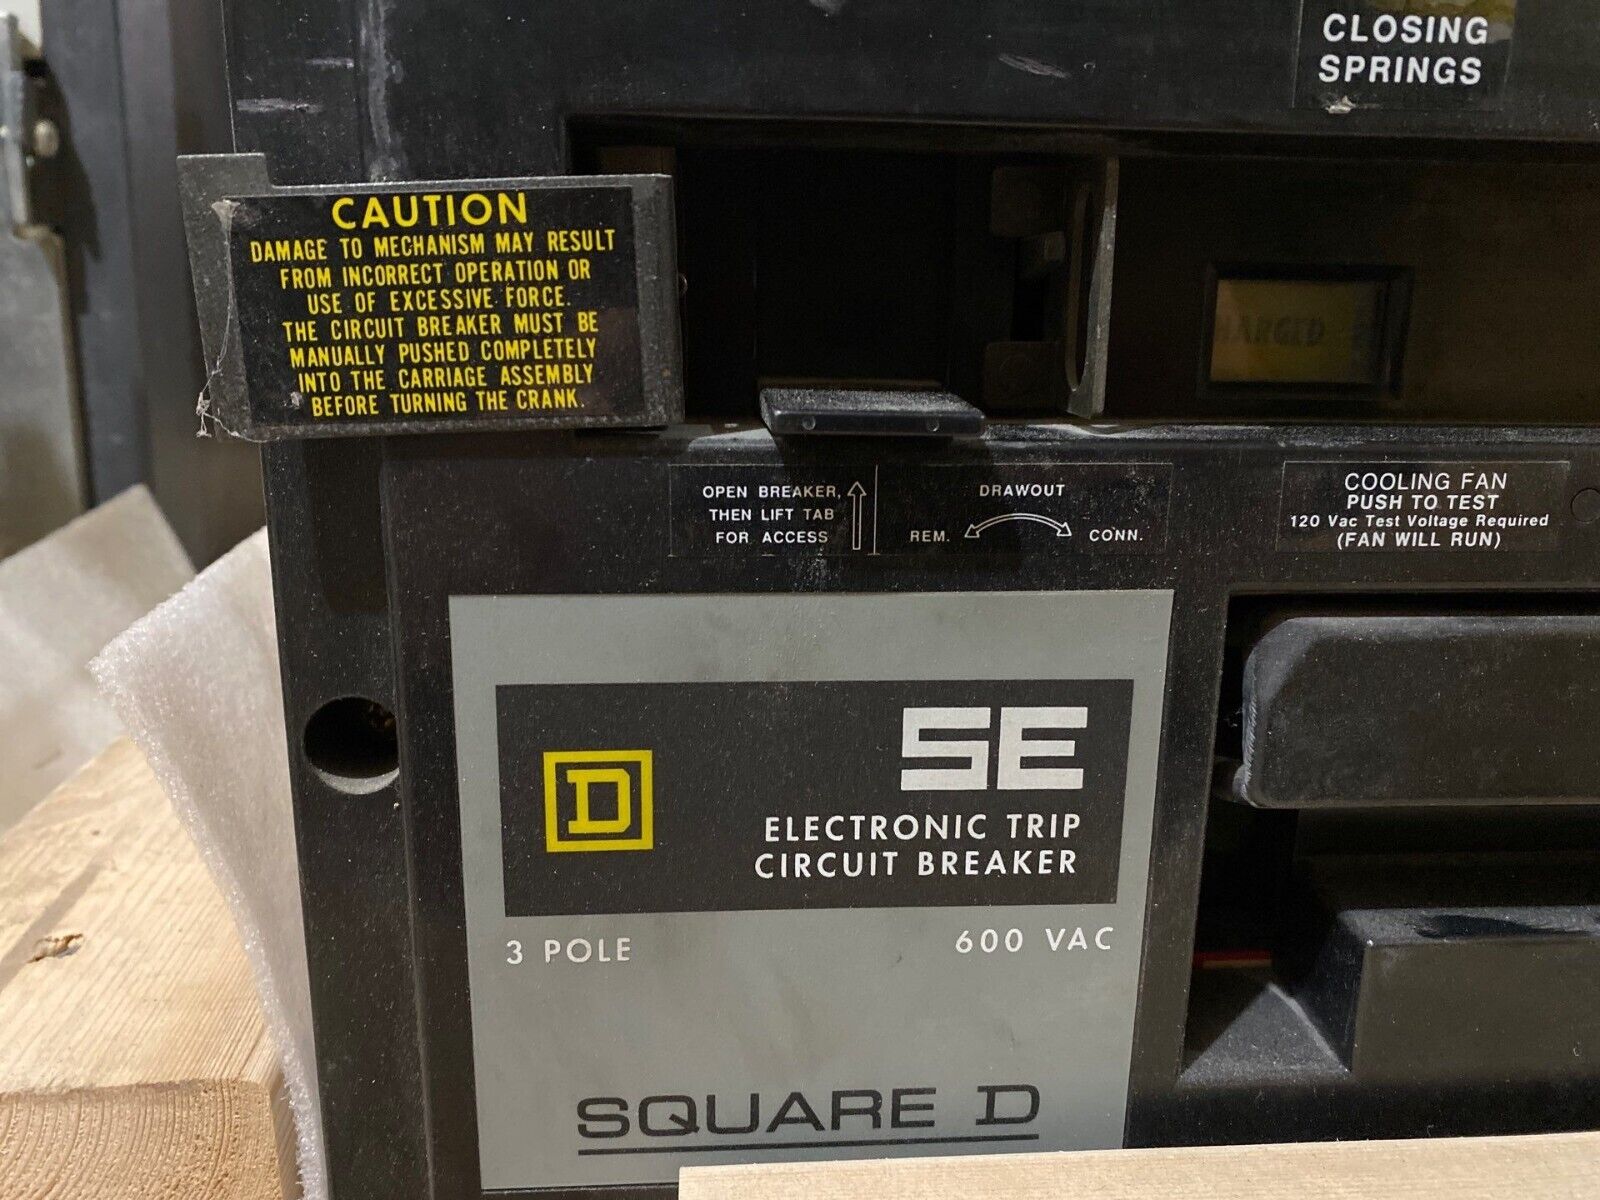 CLOSING
SPRINGS
CAUTION
DAMAGE TO MECHANISM MAY RESULT
FROM INCORRECT OPERATION OR
USE OF EXCESSIVE FORCE.
THE CIRCUIT BREAKER MUST BE
MANUALLY PUSHED COMPLETELY
INTO THE CARRIAGE ASSEMBLY
BEFORE TURNING THE CRANK.
OPEN BREAKER,
THEN LIFT TAB
FOR ACCESS
DRAWOUT
REM. CONN.
COOLING FAN
PUSH TO TEST
120 Vac Test Voltage Required
(FAN WILL RUN)
D
SE
ELECTRONIC TRIP
CIRCUIT BREAKER
3 POLE 600 VAC
SQUARE D